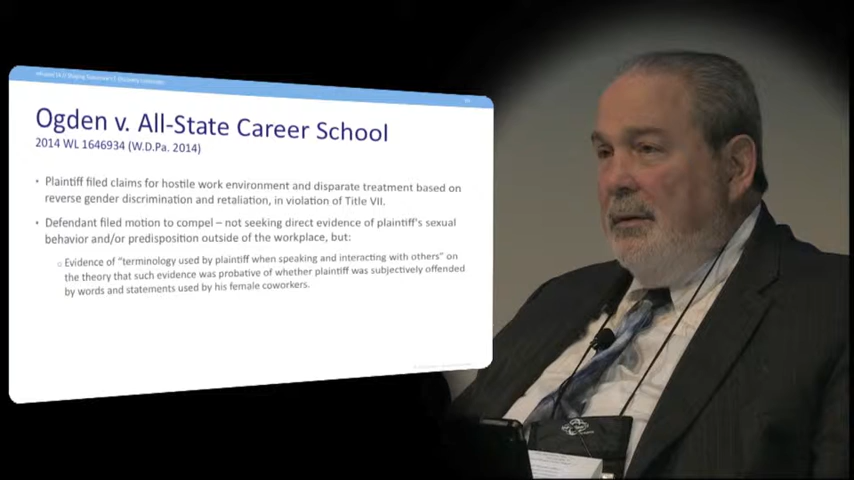 Ogden v. All-State Career School
2014 WL 1646934 (W.D.Pa. 2014)
• Plaintiff filed claims for hostile work environment and disparate treatment based on
reverse gender discrimination and retaliation, in violation of Title VII.
• Defendant filed motion to compel – not seeking direct evidence of plaintiff's sexual
behavior and/or predisposition outside of the workplace, but:
o Evidence of "terminology used by plaintiff when speaking and interacting with others" on
the theory that such evidence was probative of whether plaintiff was subjectively offended
by words and statements used by his female coworkers.